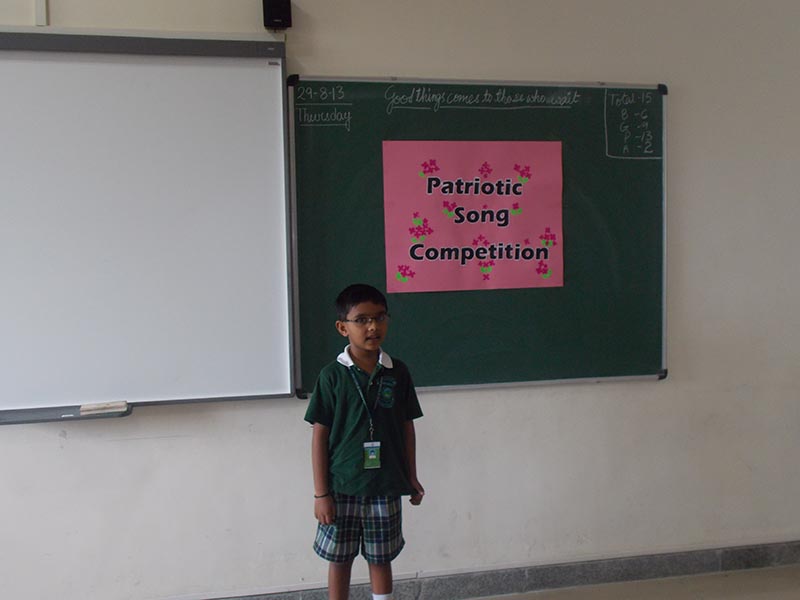 29-8-13
Thursday
Good things comes to those who wait
Total-15
B -6
G -9
P -13
A -2
Patriotic
Song
Competition